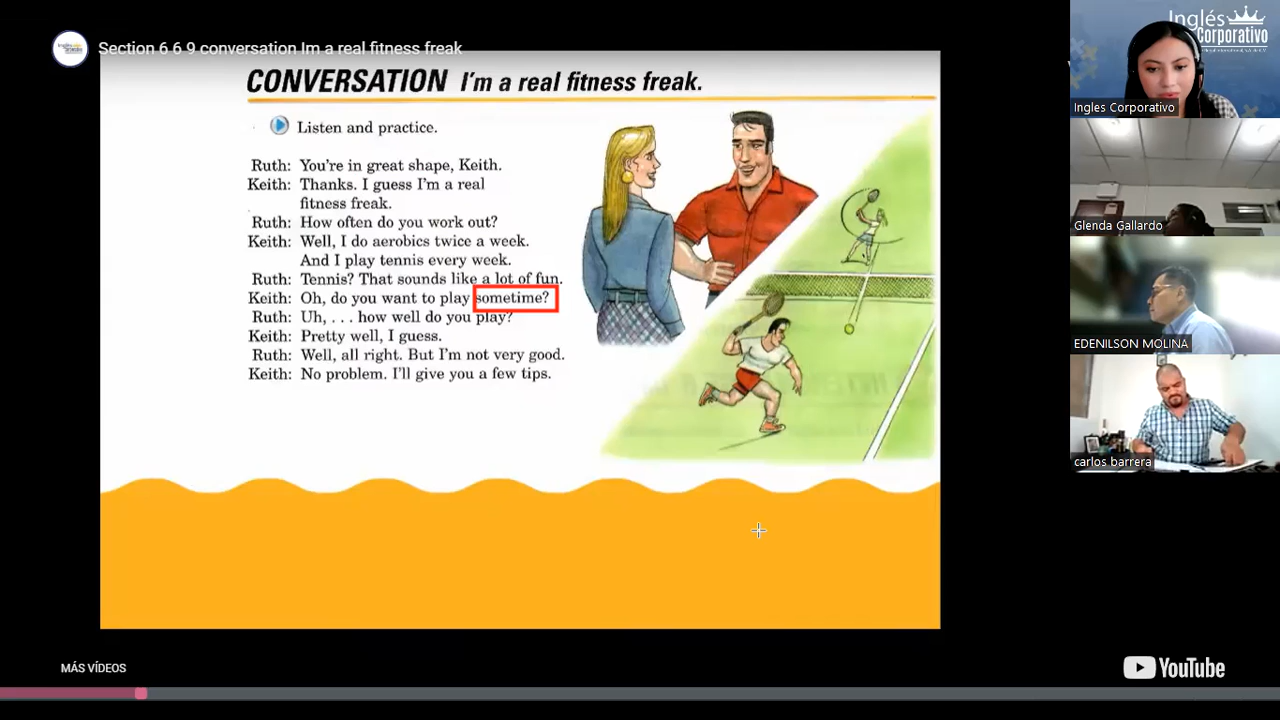 Section 6 6 9 conversation Im a real fitness freak
CONVERSATION I'm a real fitness freak.
Listen and practice.
Ruth: You're in great shape, Keith.
Keith: Thanks. I guess I'm a real
fitness freak.
Ruth: How often do you work out?
Keith: Well, I do aerobics twice a week.
And I play tennis every week.
Ruth: Tennis? That sounds like a lot of fun.
Keith: Oh, do you want to play sometime?
Ruth: Uh, . . . how well do you play?
Keith: Pretty well, I guess.
Ruth: Well, all right. But I'm not very good.
Keith: No problem. I'll give you a few tips.
MÁS VÍDEOS
YouTube
Inglés
Corporativo
Ingles Corporativo
Glenda Gallardo
EDENILSON MOLINA
carlos barrera